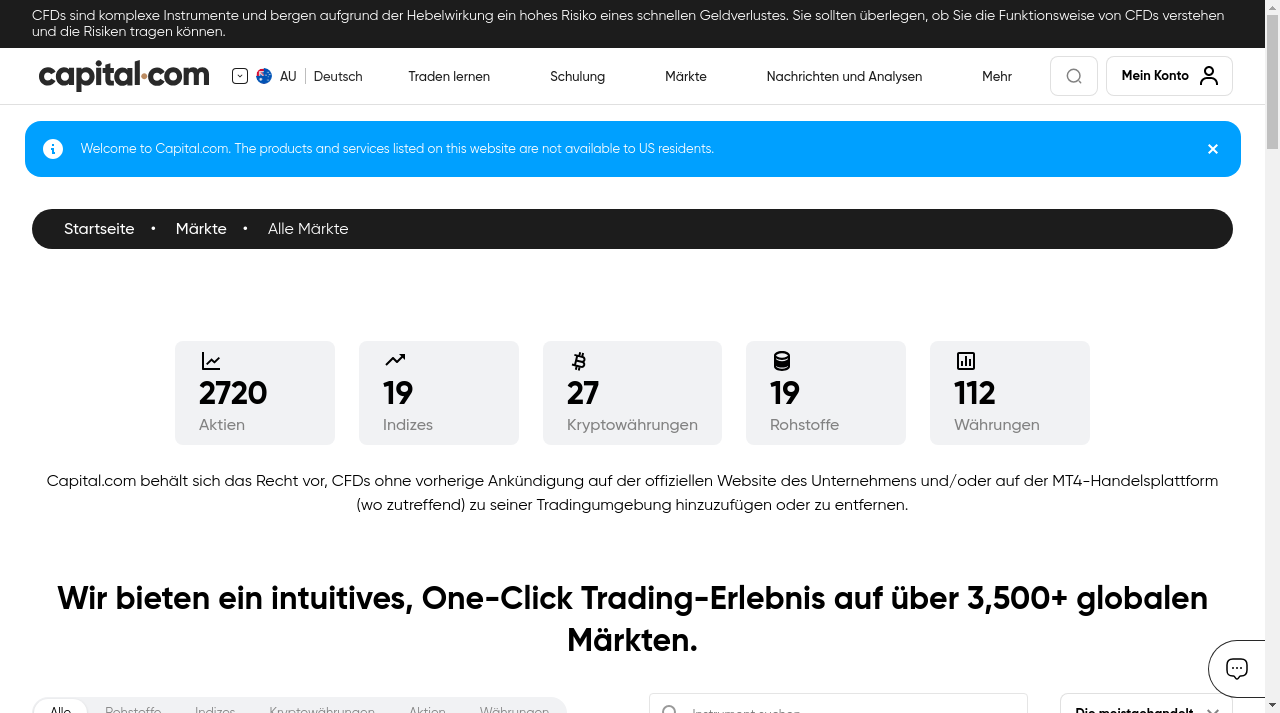 CFDs sind komplexe Instrumente und bergen aufgrund der Hebelwirkung ein hohes Risiko eines schnellen Geldverlustes. Sie sollten überlegen, ob Sie die Funktionsweise von CFDs verstehen
und die Risiken tragen können.
capital.com
AU Deutsch Traden lernen Schulung Märkte Nachrichten und Analysen Mehr Mein Konto
Welcome to Capital.com. The products and services listed on this website are not available to US residents.
Startseite • Märkte • Alle Märkte
2720 19 27 19 112
Aktien Indizes Kryptowährungen Rohstoffe Währungen
Capital.com behält sich das Recht vor, CFDs ohne vorherige Ankündigung auf der offiziellen Website des Unternehmens und/oder auf der MT4-Handelsplattform
(wo zutreffend) zu seiner Tradingumgebung hinzuzufügen oder zu entfernen.
Wir bieten ein intuitives, One-Click Trading-Erlebnis auf über 3,500+ globalen
Märkten.
Alle Rohstoffe Indizes Kryptowährungen Aktien Währungen Instrument suchen Die meistgehandelt